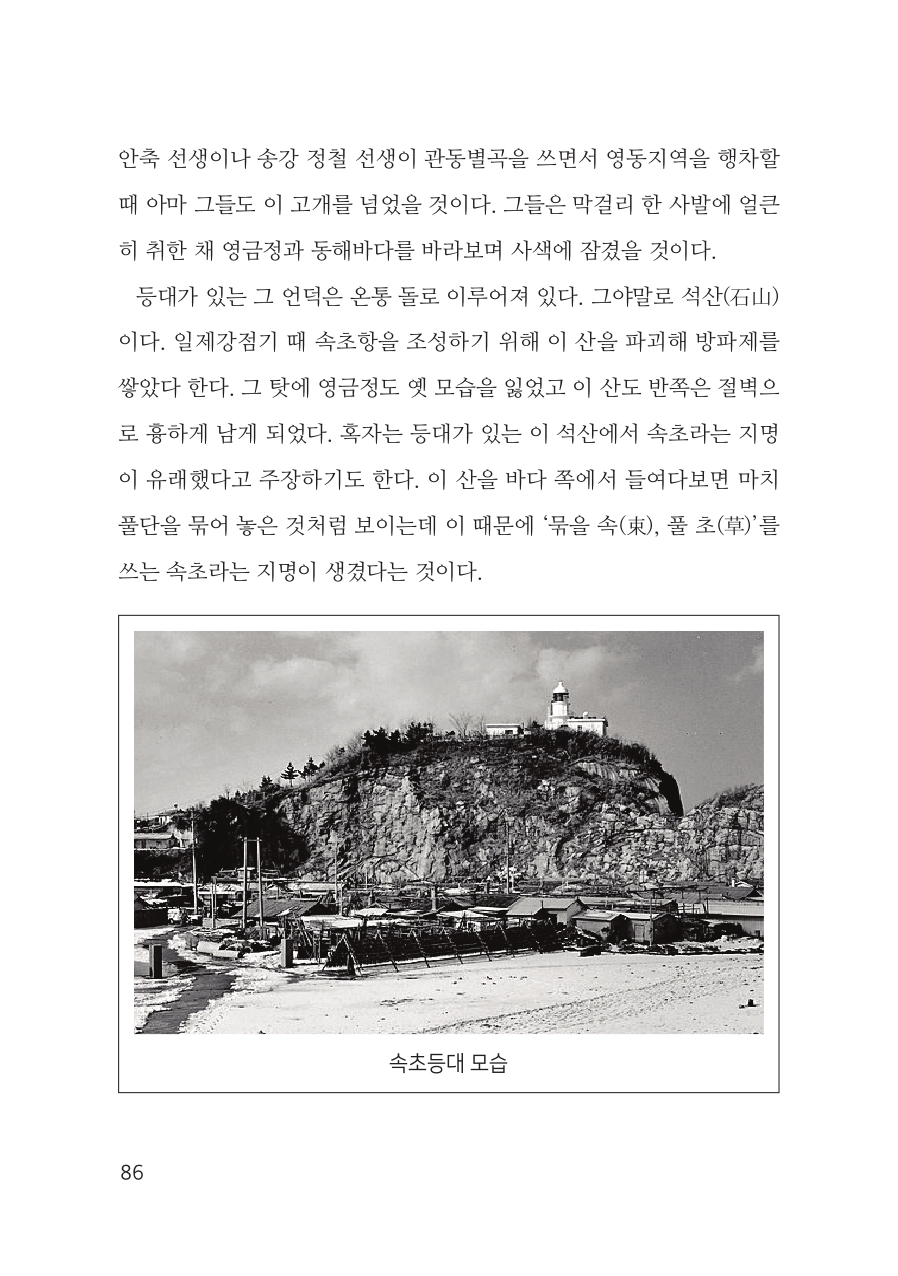 안축 선생이나 송강 정철 선생이 관동별곡을 쓰면서 영동지역을 행차할
때 아마 그들도 이 고개를 넘었을 것이다. 그들은 막걸리 한 사발에 얼큰
히 취한 채 영금정과 동해바다를 바라보며 사색에 잠겼을 것이다.
등대가 있는 그 언덕은 온통 돌로 이루어져 있다. 그야말로 석산(石山)
이다. 일제강점기 때 속초항을 조성하기 위해 이 산을 파괴해 방파제를
쌓았다 한다. 그 탓에 영금정도 옛 모습을 잃었고 이 산도 반쪽은 절벽으
로 흉하게 남게 되었다. 혹자는 등대가 있는 이 석산에서 속초라는 지명
이 유래했다고 주장하기도 한다. 이 산을 바다 쪽에서 들여다보면 마치
풀단을 묶어 놓은 것처럼 보이는데 이 때문에 ‘묶을 속(束), 풀 초(草)’를
쓰는 속초라는 지명이 생겼다는 것이다.
속초등대 모습
86